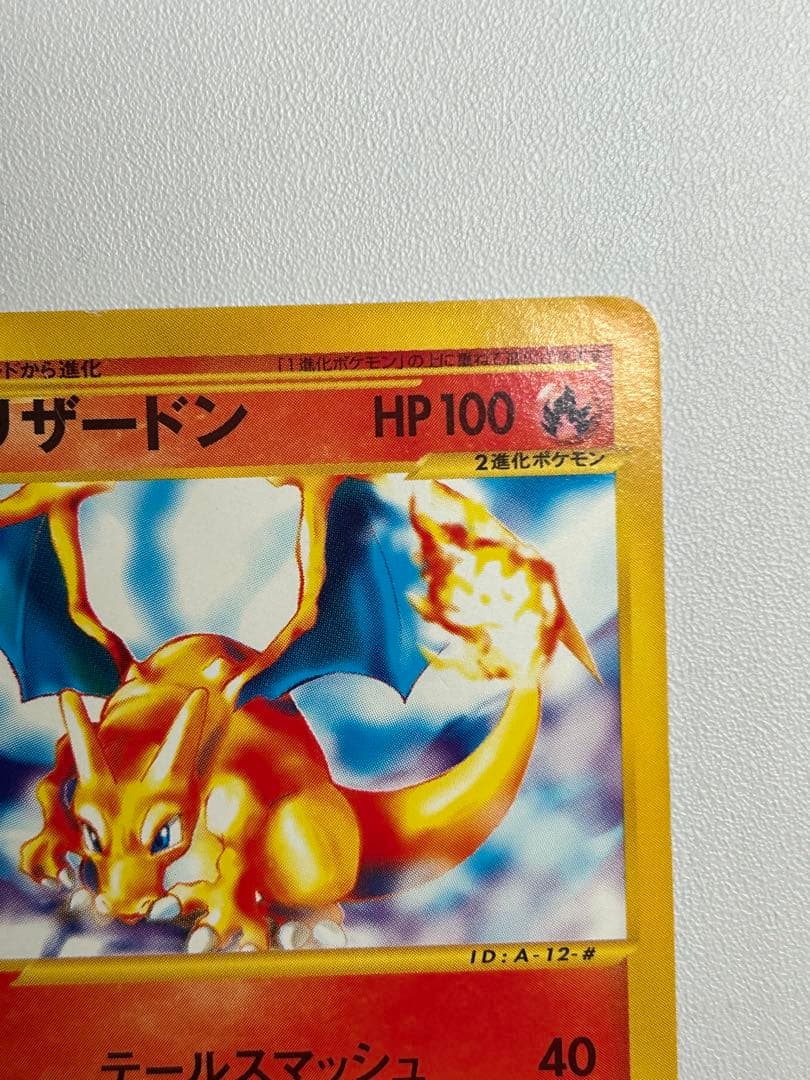 ドから進化
「1進化ポケモン」の上に重ねて
リザードン HP100
2進化ポケモン
ID:A-12-#
テールスマッシュ 40